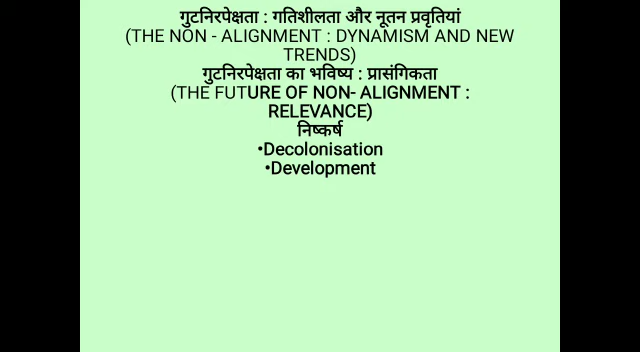 गुटनिरपेक्षता : गतिशीलता और नूतन प्रवृतियां
(THE NON - ALIGNMENT : DYNAMISM AND NEW
TRENDS)
गुटनिरपेक्षता का भविष्य : प्रासंगिकता
(THE FUTURE OF NON- ALIGNMENT :
RELEVANCE)
निष्कर्ष
•Decolonisation
•Development